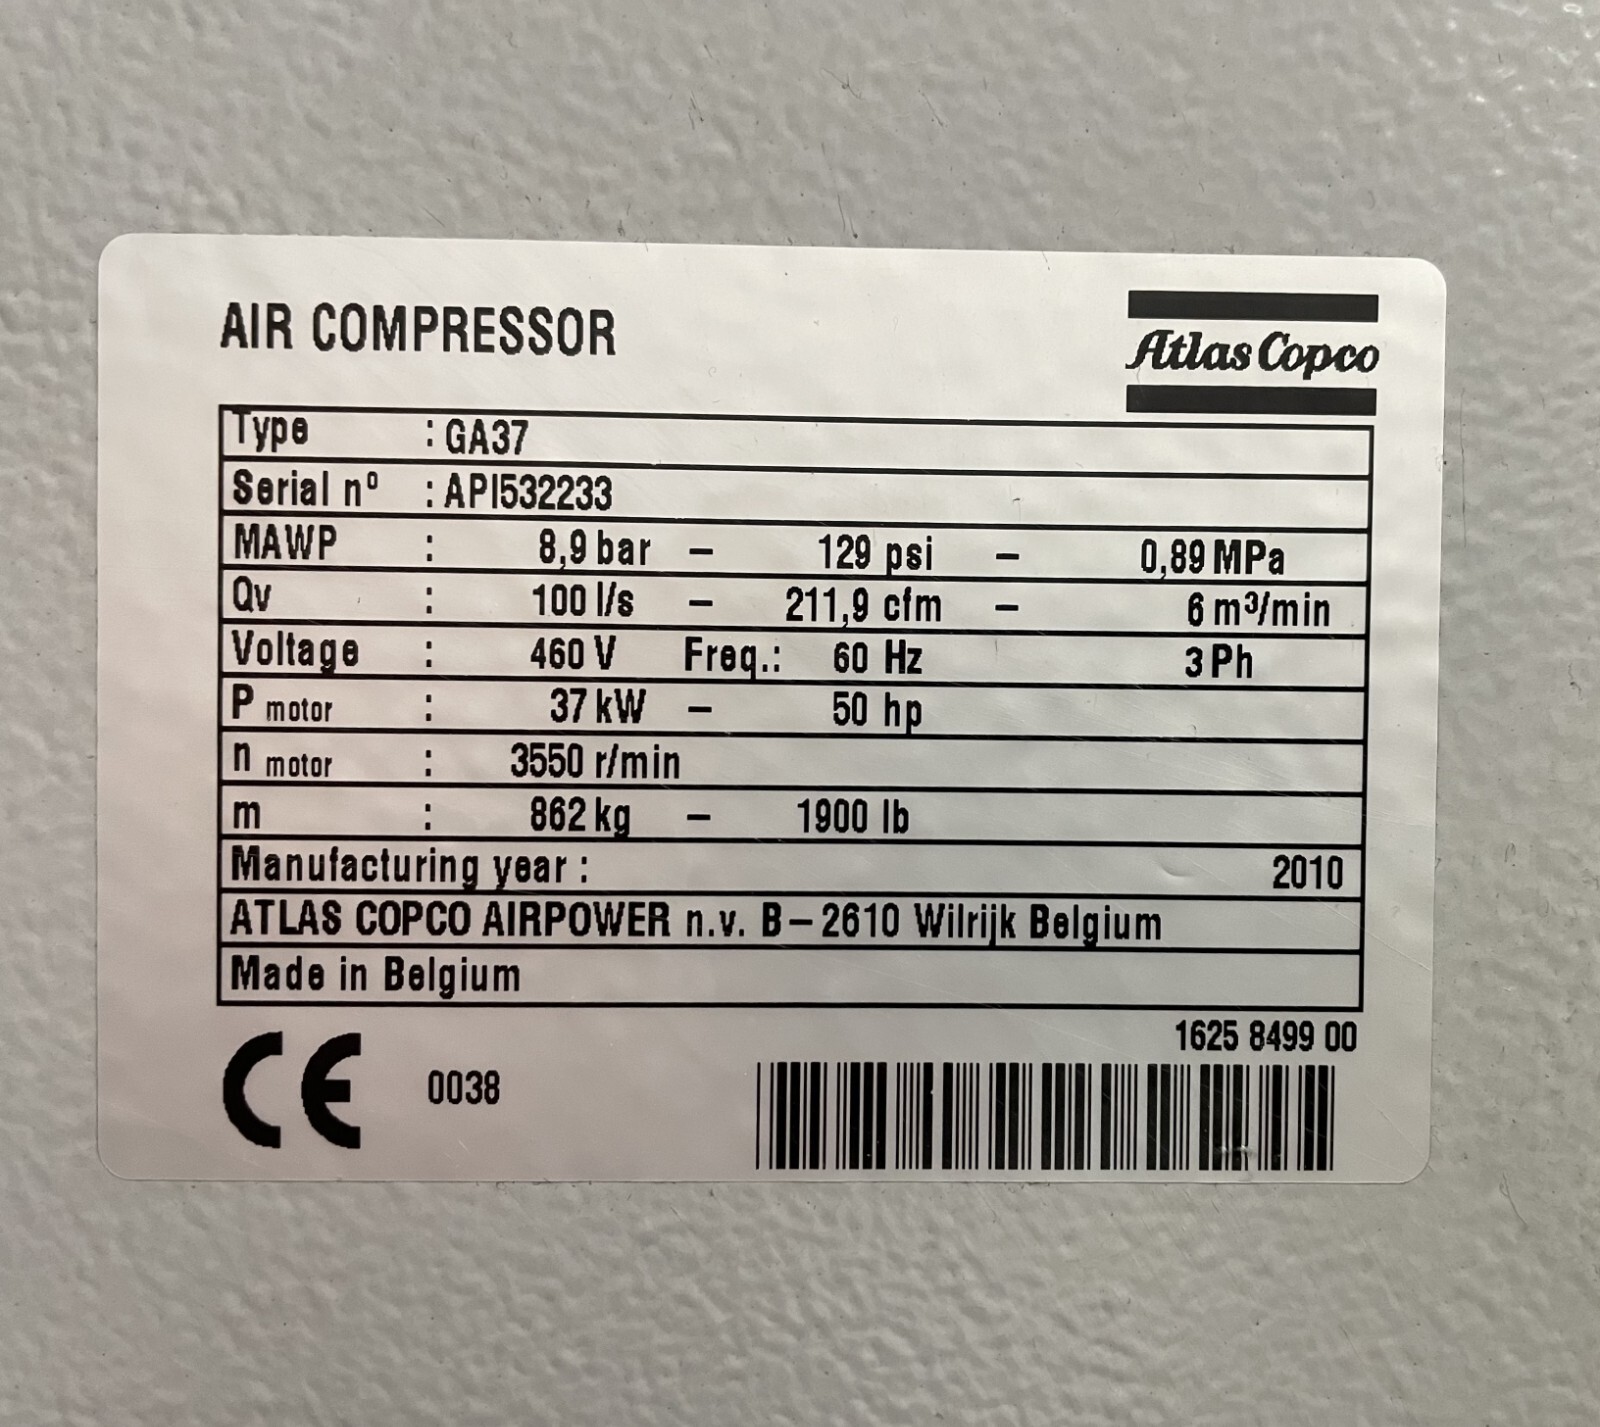 AIR COMPRESSOR
Atlas Copco
Type : GA37
Serial nº : API532233
MAWP : 8,9 bar – 129 psi – 0,89 MPa
Qv : 100 l/s – 211,9 cfm – 6 m³/min
Voltage : 460 V Freq.: 60 Hz 3 Ph
P motor : 37 kW – 50 hp
n motor : 3550 r/min
m : 862 kg – 1900 lb
Manufacturing year : 2010
ATLAS COPCO AIRPOWER n.v. B–2610 Wilrijk Belgium
Made in Belgium
1625 8499 00
CE 0038